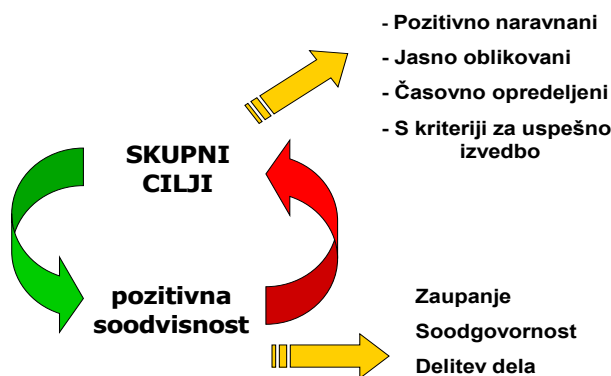 - Pozitivno naravnani
- Jasno oblikovani
- Časovno opredeljeni
- S kriteriji za uspešno
izvedbo
SKUPNI
CILJI
pozitivna
soodvisnost
Zaupanje
Soodgovornost
Delitev dela